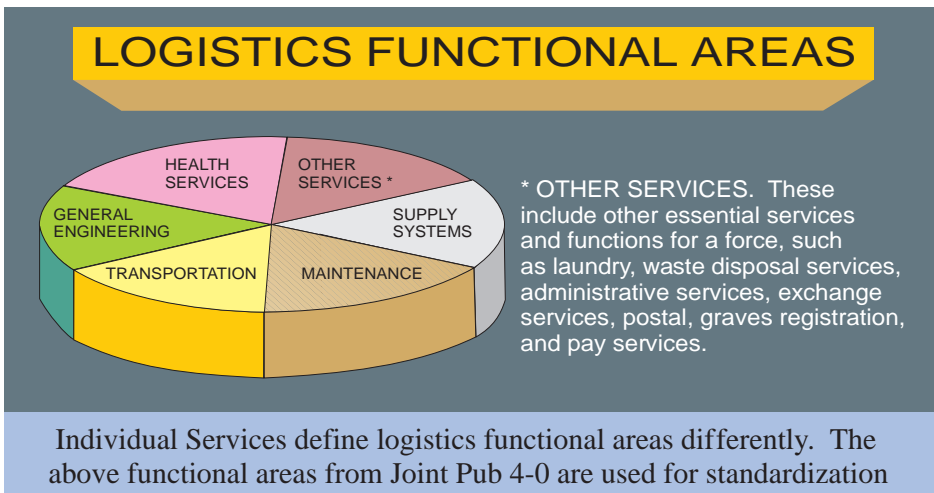 LOGISTICS FUNCTIONAL AREAS
HEALTH
SERVICES
OTHER
SERVICES *
GENERAL
ENGINEERING
SUPPLY
SYSTEMS
TRANSPORTATION
MAINTENANCE
* OTHER SERVICES.  These
include other essential services
and functions for a force, such
as laundry, waste disposal services,
administrative services, exchange
services, postal, graves registration,
and pay services.
Individual Services define logistics functional areas differently.  The
above functional areas from Joint Pub 4-0 are used for standardization